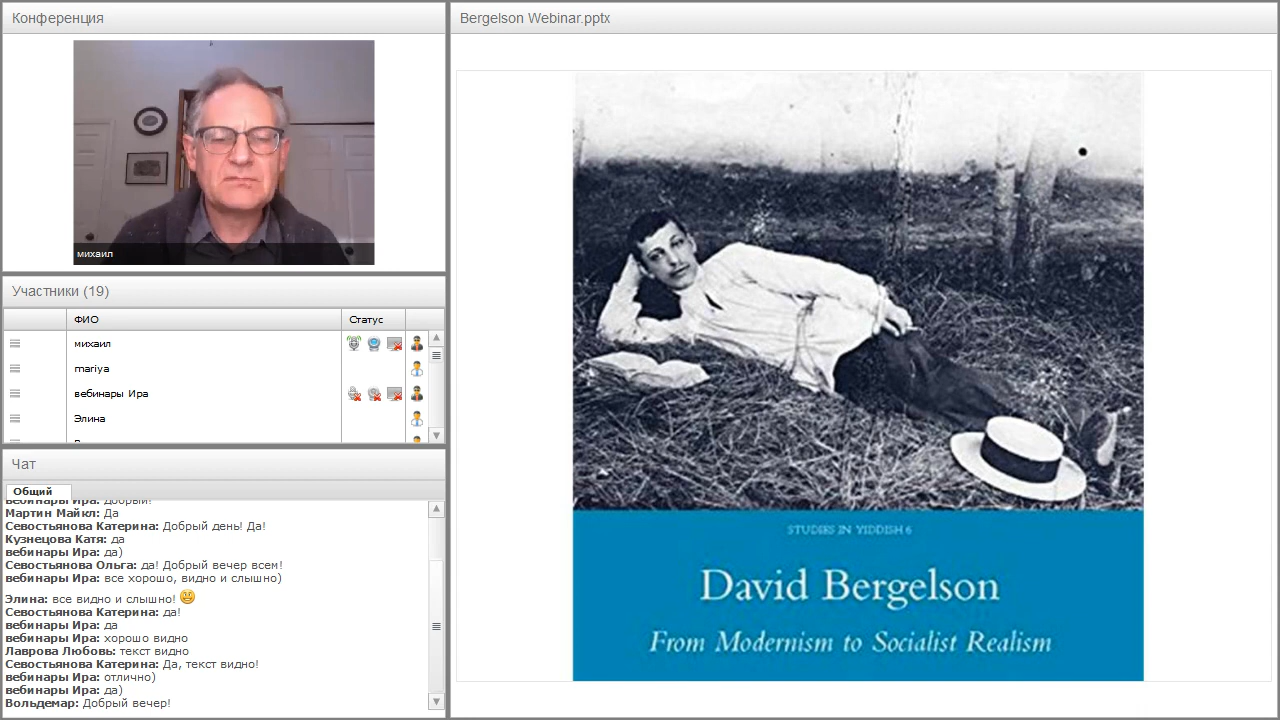 Конференция
михаил
Участники (19)
ФИО
Статус
михаил
mariya
вебинары Ира
Элина
Чат
Общий
вебинары Ира: добрый!
Мартин Майкл: Да
Севостьянова Катерина: Добрый день! Да!
Кузнецова Катя: да
вебинары Ира: да)
Севостьянова Ольга: да! Добрый вечер всем!
вебинары Ира: все хорошо, видно и слышно)
Элина: все видно и слышно!
Севостьянова Катерина: да!
вебинары Ира: да
вебинары Ира: хорошо видно
Лаврова Любовь: текст видно
Севостьянова Катерина: Да, текст видно!
вебинары Ира: отлично)
вебинары Ира: да)
Вольдемар: Добрый вечер!
Bergelson Webinar.pptx
STUDIES IN YIDDISH 6
David Bergelson
From Modernism to Socialist Realism